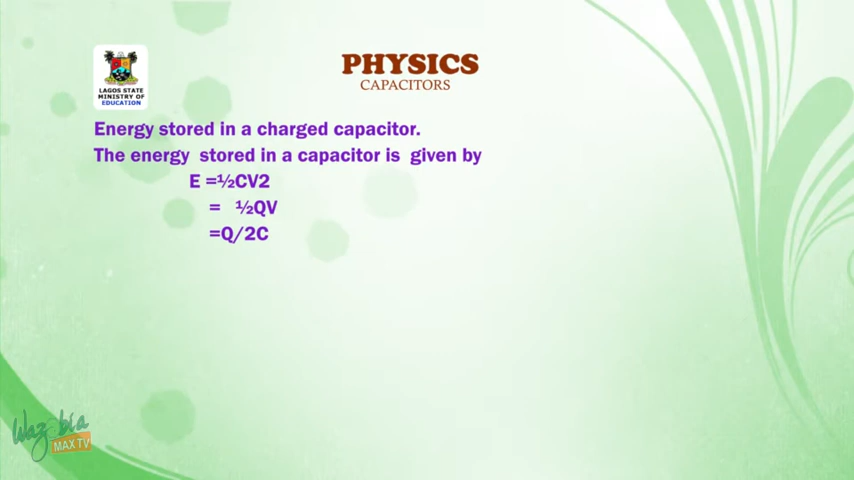 PHYSICS
CAPACITORS
LAGOS STATE
MINISTRY OF
EDUCATION
Energy stored in a charged capacitor.
The energy stored in a capacitor is given by
E =½CV2
= ½QV
=Q/2C
Wazobia
MAX TV